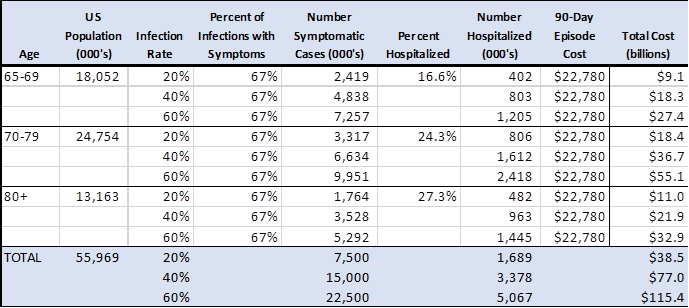 Age US Population (000's) Infection Rate Percent of Infections with Symptoms Number Symptomatic Cases (000's) Percent Hospitalized Number Hospitalized (000's) 90-Day Episode Cost Total Cost (billions)
65-69 18,052 20% 67% 2,419 16.6% 402 $22,780 $9.1
40% 67% 4,838 803 $22,780 $18.3
60% 67% 7,257 1,205 $22,780 $27.4
70-79 24,754 20% 67% 3,317 24.3% 806 $22,780 $18.4
40% 67% 6,634 1,612 $22,780 $36.7
60% 67% 9,951 2,418 $22,780 $55.1
80+ 13,163 20% 67% 1,764 27.3% 482 $22,780 $11.0
40% 67% 3,528 963 $22,780 $21.9
60% 67% 5,292 1,445 $22,780 $32.9
TOTAL 55,969 20% 7,500 1,689 $38.5
40% 15,000 3,378 $77.0
60% 22,500 5,067 $115.4